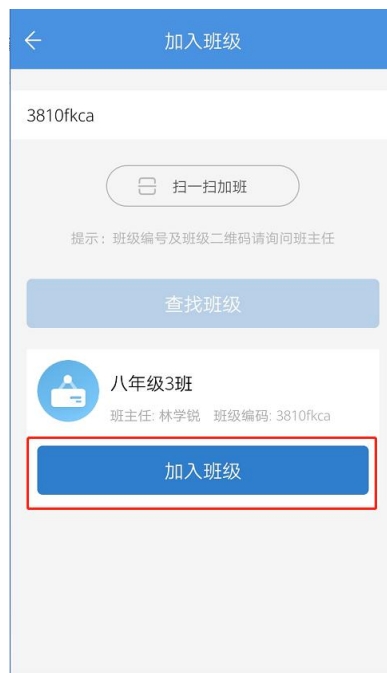 加入班级
3810fkca
扫一扫加班
提示：班级编号及班级二维码请询问班主任
查找班级
八年级3班
班主任: 林学锐 班级编码: 3810fkca
加入班级